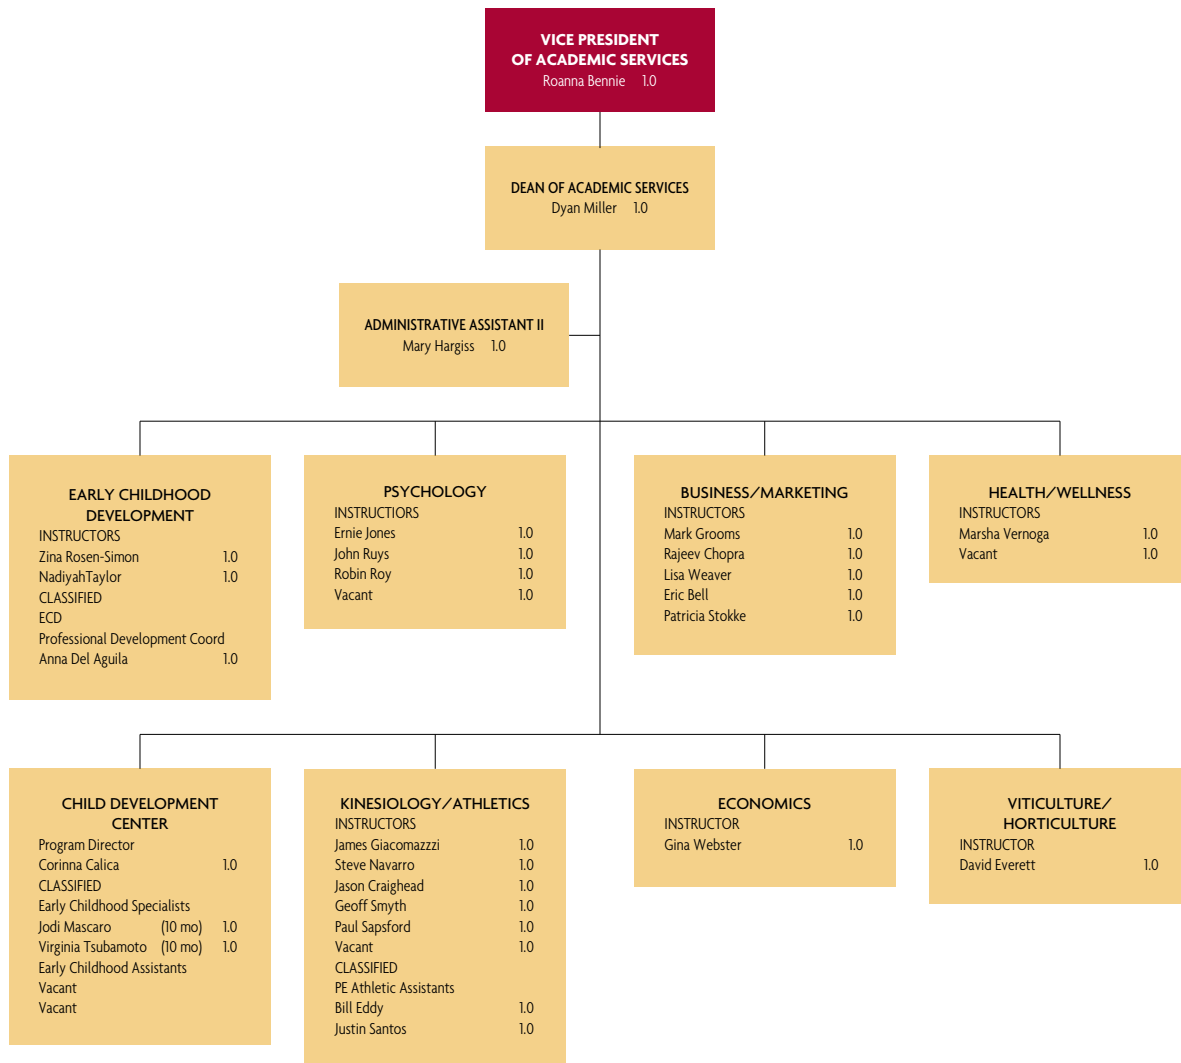 VICE PRESIDENT
OF ACADEMIC SERVICES
Roanna Bennie 1.0
DEAN OF ACADEMIC SERVICES
Dyan Miller 1.0
ADMINISTRATIVE ASSISTANT II
Mary Hargiss 1.0
EARLY CHILDHOOD
DEVELOPMENT
INSTRUCTORS
Zina Rosen-Simon 1.0
NadiyahTaylor 1.0
CLASSIFIED
ECD
Professional Development Coord
Anna Del Aguila 1.0
PSYCHOLOGY
INSTRUCTIORS
Ernie Jones 1.0
John Ruys 1.0
Robin Roy 1.0
Vacant 1.0
BUSINESS/MARKETING
INSTRUCTORS
Mark Grooms 1.0
Rajeev Chopra 1.0
Lisa Weaver 1.0
Eric Bell 1.0
Patricia Stokke 1.0
HEALTH/WELLNESS
INSTRUCTORS
Marsha Vernoga 1.0
Vacant 1.0
CHILD DEVELOPMENT
CENTER
Program Director
Corinna Calica 1.0
CLASSIFIED
Early Childhood Specialists
Jodi Mascaro (10 mo) 1.0
Virginia Tsubamoto (10 mo) 1.0
Early Childhood Assistants
Vacant
Vacant
KINESIOLOGY/ATHLETICS
INSTRUCTORS
James Giacomazzzi 1.0
Steve Navarro 1.0
Jason Craighead 1.0
Geoff Smyth 1.0
Paul Sapsford 1.0
Vacant 1.0
CLASSIFIED
PE Athletic Assistants
Bill Eddy 1.0
Justin Santos 1.0
ECONOMICS
INSTRUCTOR
Gina Webster 1.0
VITICULTURE/
HORTICULTURE
INSTRUCTOR
David Everett 1.0